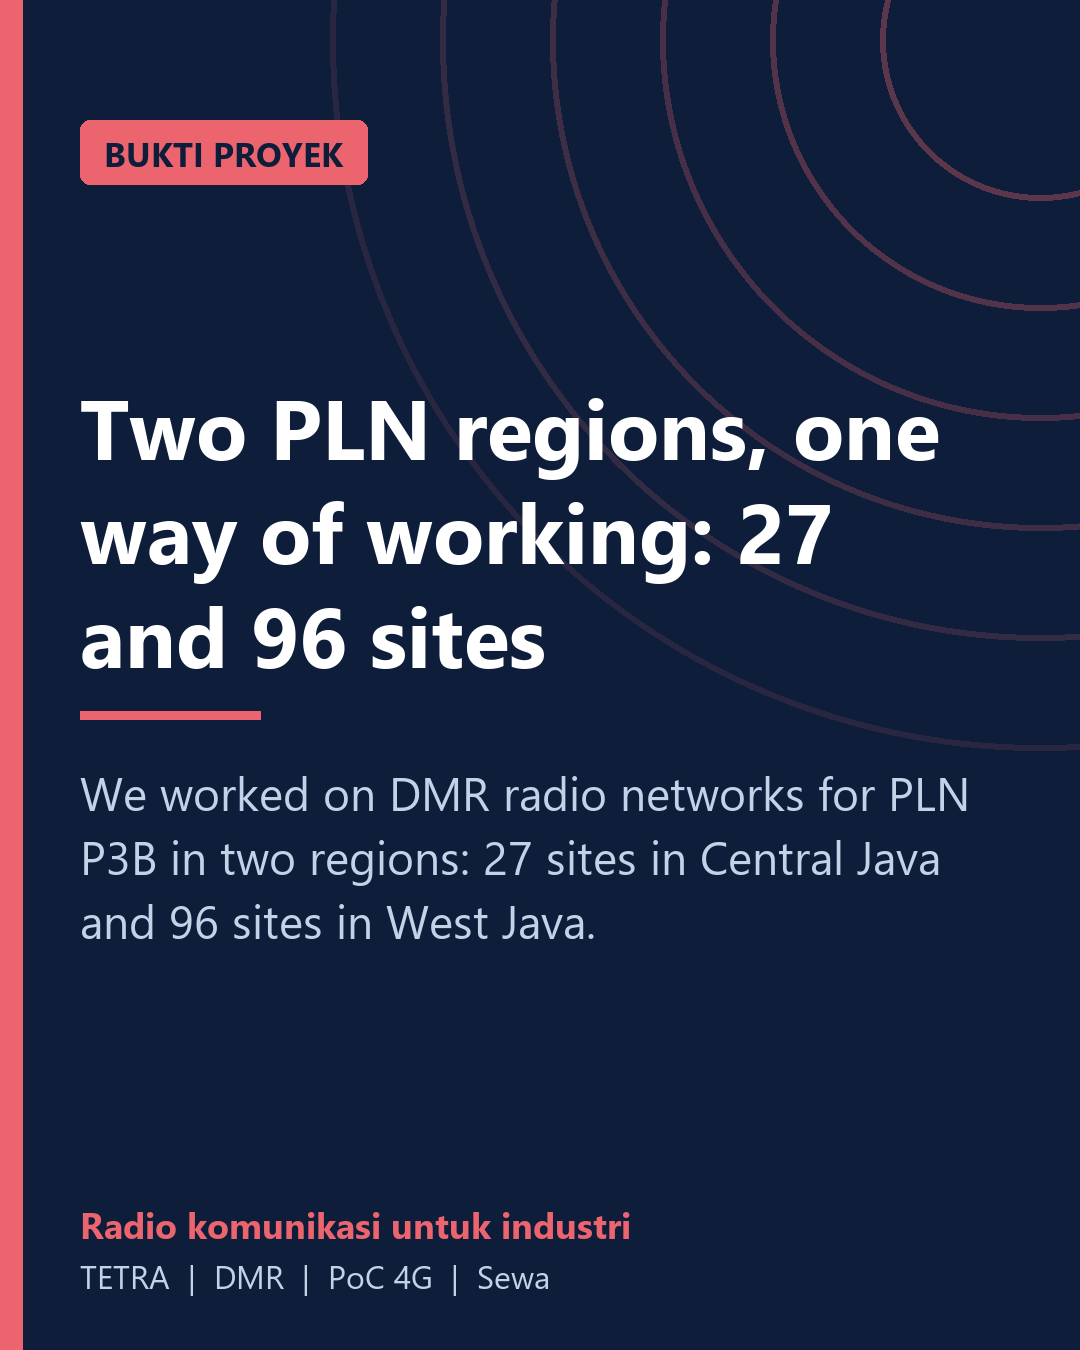 BUKTI PROYEK
Two PLN regions, one
way of working: 27
and 96 sites
We worked on DMR radio networks for PLN
P3B in two regions: 27 sites in Central Java
and 96 sites in West Java.
Radio komunikasi untuk industri
TETRA | DMR | PoC 4G | Sewa